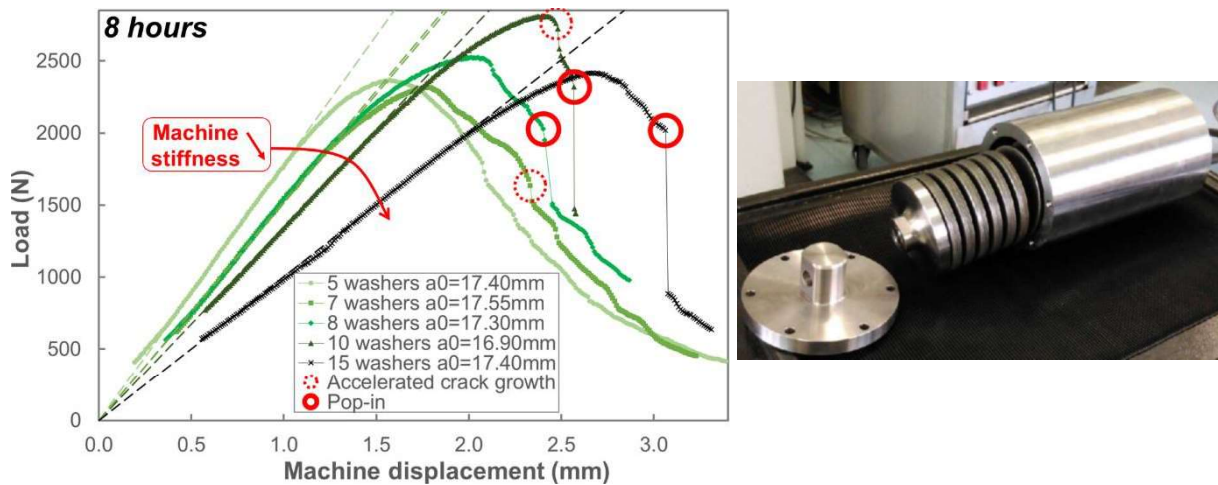 8 hours
2500
2000
1500
1000
500
0
Load (N)
Machine
stiffness
5 washers a0=17.40mm
7 washers a0=17.55mm
8 washers a0=17.30mm
10 washers a0=16.90mm
15 washers a0=17.40mm
Accelerated crack growth
Pop-in
0.0 0.5 1.0 1.5 2.0 2.5 3.0
Machine displacement (mm)